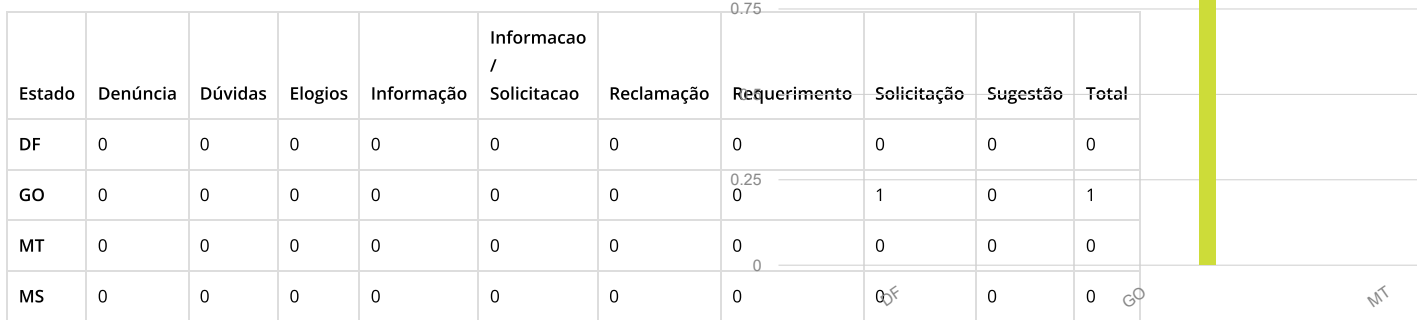 0.75
Informacao
/
Estado Denúncia Dúvidas Elogios Informação Solicitacao Reclamação Requerimento Solicitação Sugestão Total
0.5
DF 0 0 0 0 0 0 0 0 0 0
0.25
GO 0 0 0 0 0 0 0 1 0 1
MT 0 0 0 0 0 0 0 0 0 0
0
MS 0 0 0 0 0 0 0 0 0 0
DF GO MT